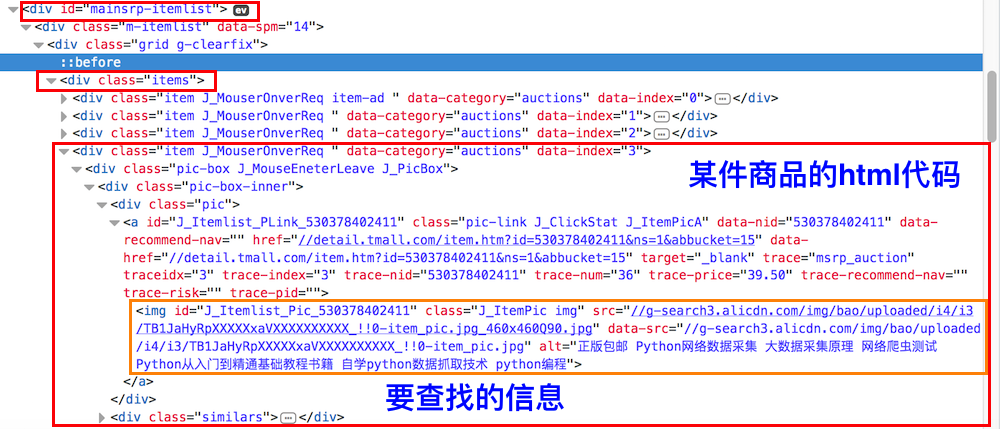 <div id="mainsrp-itemlist"> ev
<div class="m-itemlist" data-spm="14">
<div class="grid g-clearfix">
::before
<div class="items">
<div class="item J_MouserOnverReq item-ad " data-category="auctions" data-index="0"></div>
<div class="item J_MouserOnverReq " data-category="auctions" data-index="1"></div>
<div class="item J_MouserOnverReq " data-category="auctions" data-index="2"></div>
<div class="item J_MouserOnverReq " data-category="auctions" data-index="3">
<div class="pic-box J_MouseEneterLeave J_PicBox">
某件商品的html代码
<div class="pic-box-inner">
<div class="pic">
<a id="J_Itemlist_PLink_530378402411" class="pic-link J_ClickStat J_ItemPicA" data-nid="530378402411" data-
recommend-nav="" href="//detail.tmall.com/item.htm?id=530378402411&ns=1&abbucket=15" data-
href="//detail.tmall.com/item.htm?id=530378402411&ns=1&abbucket=15" target="_blank" trace="msrp_auction"
traceidx="3" trace-index="3" trace-nid="530378402411" trace-num="36" trace-price="39.50" trace-recommend-nav=""
trace-risk="" trace-pid="">
<img id="J_Itemlist_Pic_530378402411" class="J_ItemPic img" src="//g-search3.alicdn.com/img/bao/uploaded/i4/i3
/TB1JaHyRpXXXXXxaVXXXXXXXXXX_!!0-item_pic.jpg_460x460Q90.jpg" data-src="//g-search3.alicdn.com/img/bao/uploaded
/i4/i3/TB1JaHyRpXXXXXxaVXXXXXXXXXX_!!0-item_pic.jpg" alt="正版包邮 Python网络数据采集 大数据采集原理 网络爬虫测试
Python从入门到精通基础教程书籍 自学python数据抓取技术 python编程">
</a>
</div>
要查找的信息
<div class="similars"></div>